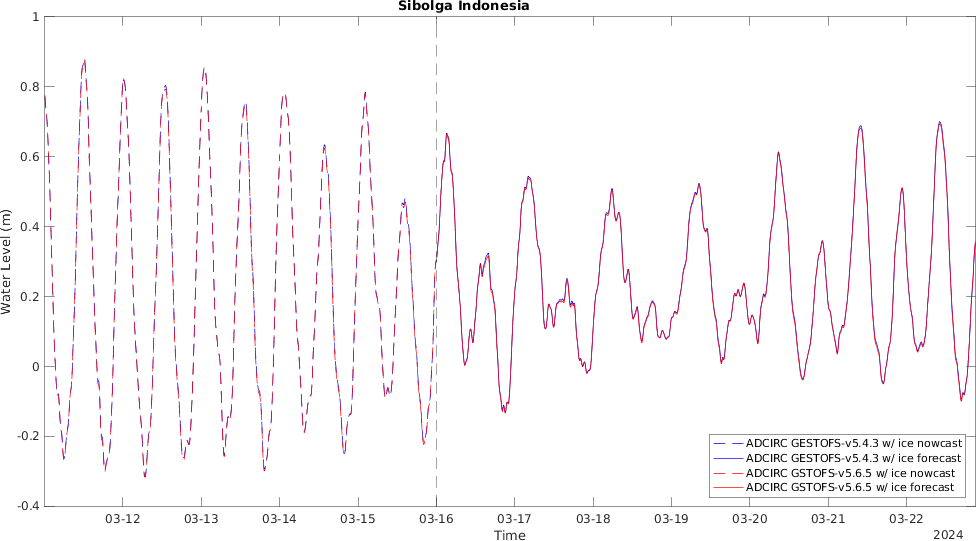 Sibolga Indonesia
1
0.8
0.6
0.4
0.2
0
-0.2
-0.4
Water Level (m)
03-12 03-13 03-14 03-15 03-16 03-17 03-18 03-19 03-20 03-21 03-22
Time
2024
ADCIRC GESTOFS-v5.4.3 w/ ice nowcast
ADCIRC GESTOFS-v5.4.3 w/ ice forecast
ADCIRC GSTOFS-v5.6.5 w/ ice nowcast
ADCIRC GSTOFS-v5.6.5 w/ ice forecast